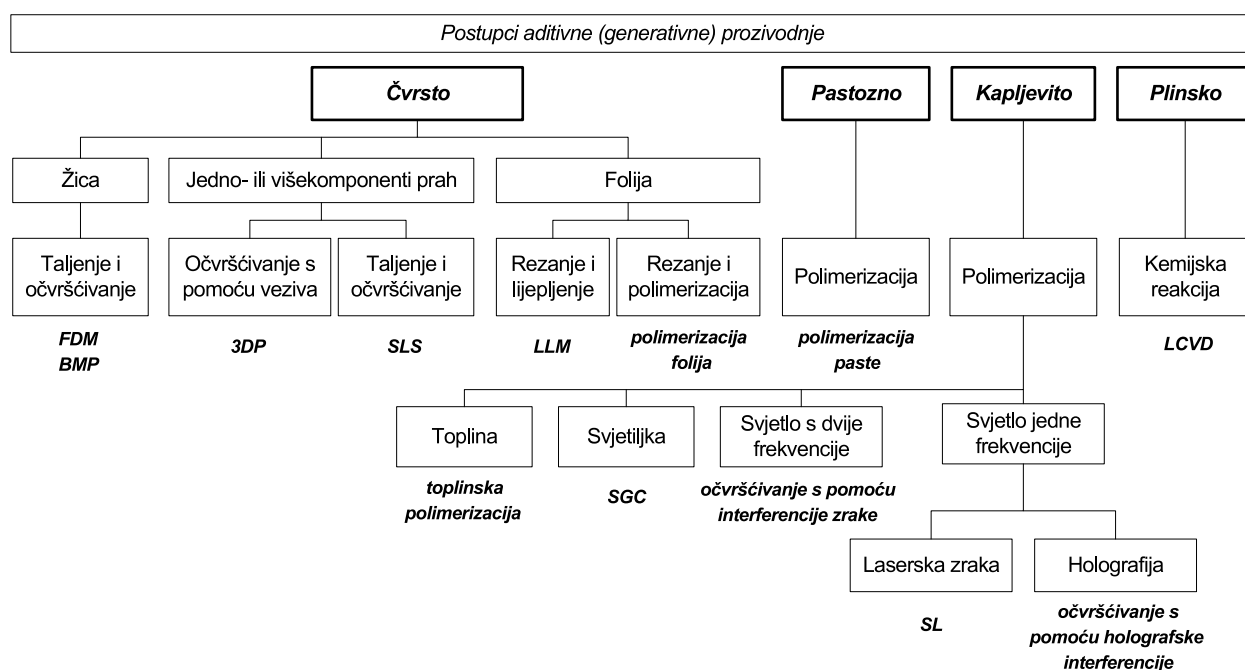 Postupci aditivne (generativne) prozivodnje
Čvrsto
Pastozno
Kapljevito
Plinsko
Žica
Jedno- ili višekomponenti prah
Folija
Taljenje i
očvršćivanje
Očvršćivanje s
pomoću veziva
Taljenje i
očvršćivanje
Rezanje i
lijepljenje
Rezanje i
polimerizacija
Polimerizacija
Polimerizacija
Kemijska
reakcija
FDM
BMP
3DP
SLS
LLM
polimerizacija
folija
polimerizacija
paste
LCVD
Toplina
Svjetiljka
Svjetlo s dvije
frekvencije
Svjetlo jedne
frekvencije
toplinska
polimerizacija
SGC
očvršćivanje s pomoću
interferencije zrake
Laserska zraka
Holografija
SL
očvršćivanje s
pomoću holografske
interferencije